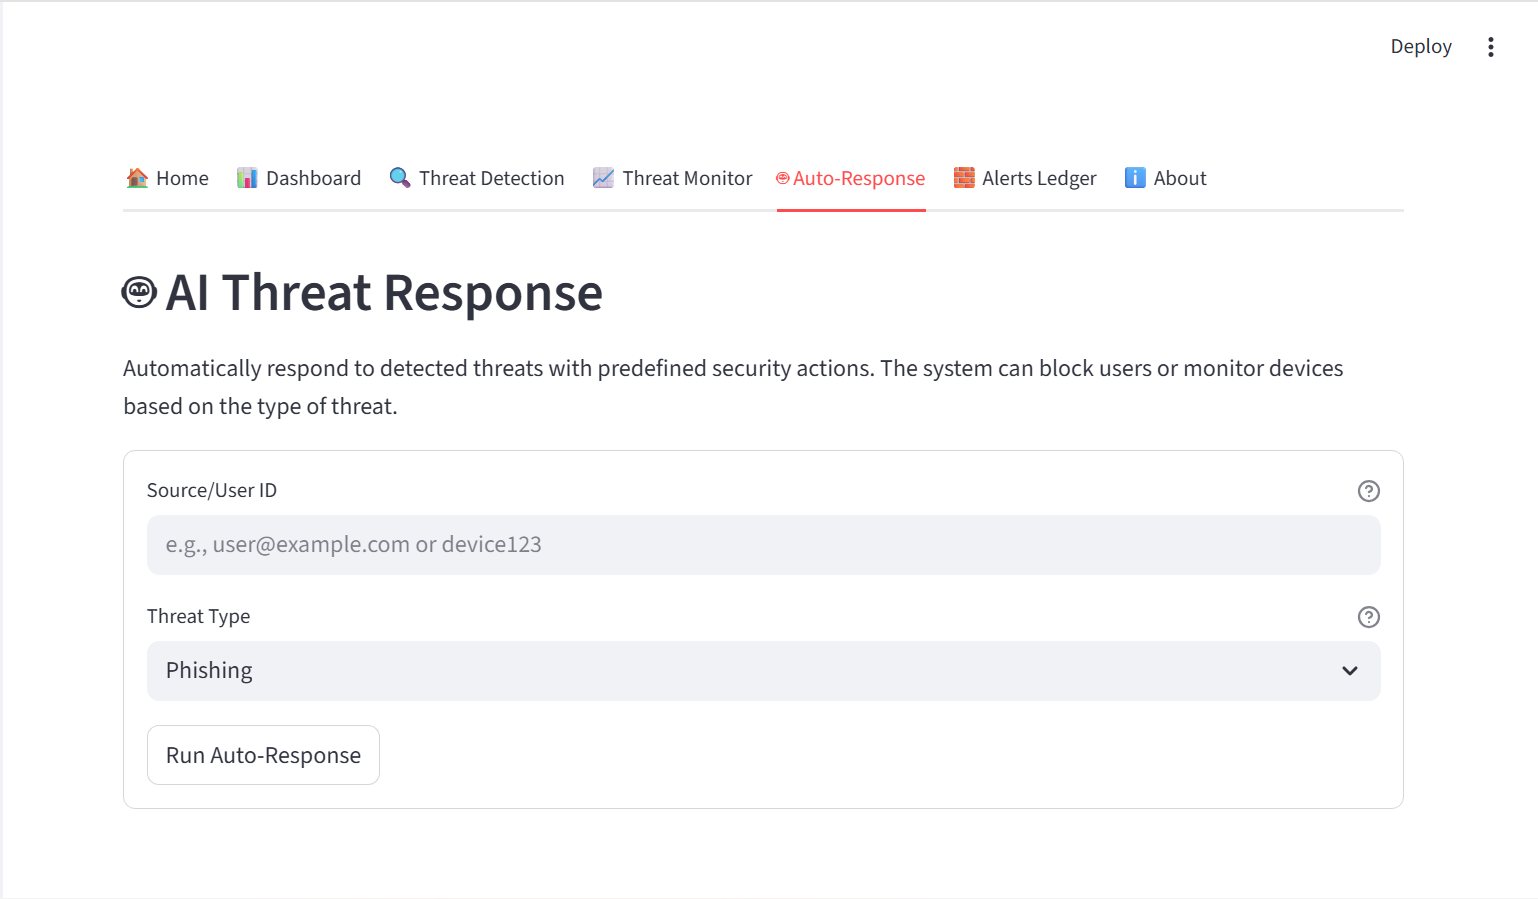 Deploy
Home Dashboard Threat Detection Threat Monitor Auto-Response Alerts Ledger About
AI Threat Response
Automatically respond to detected threats with predefined security actions. The system can block users or monitor devices
based on the type of threat.
Source/User ID
e.g., user@example.com or device123
Threat Type
Phishing
Run Auto-Response